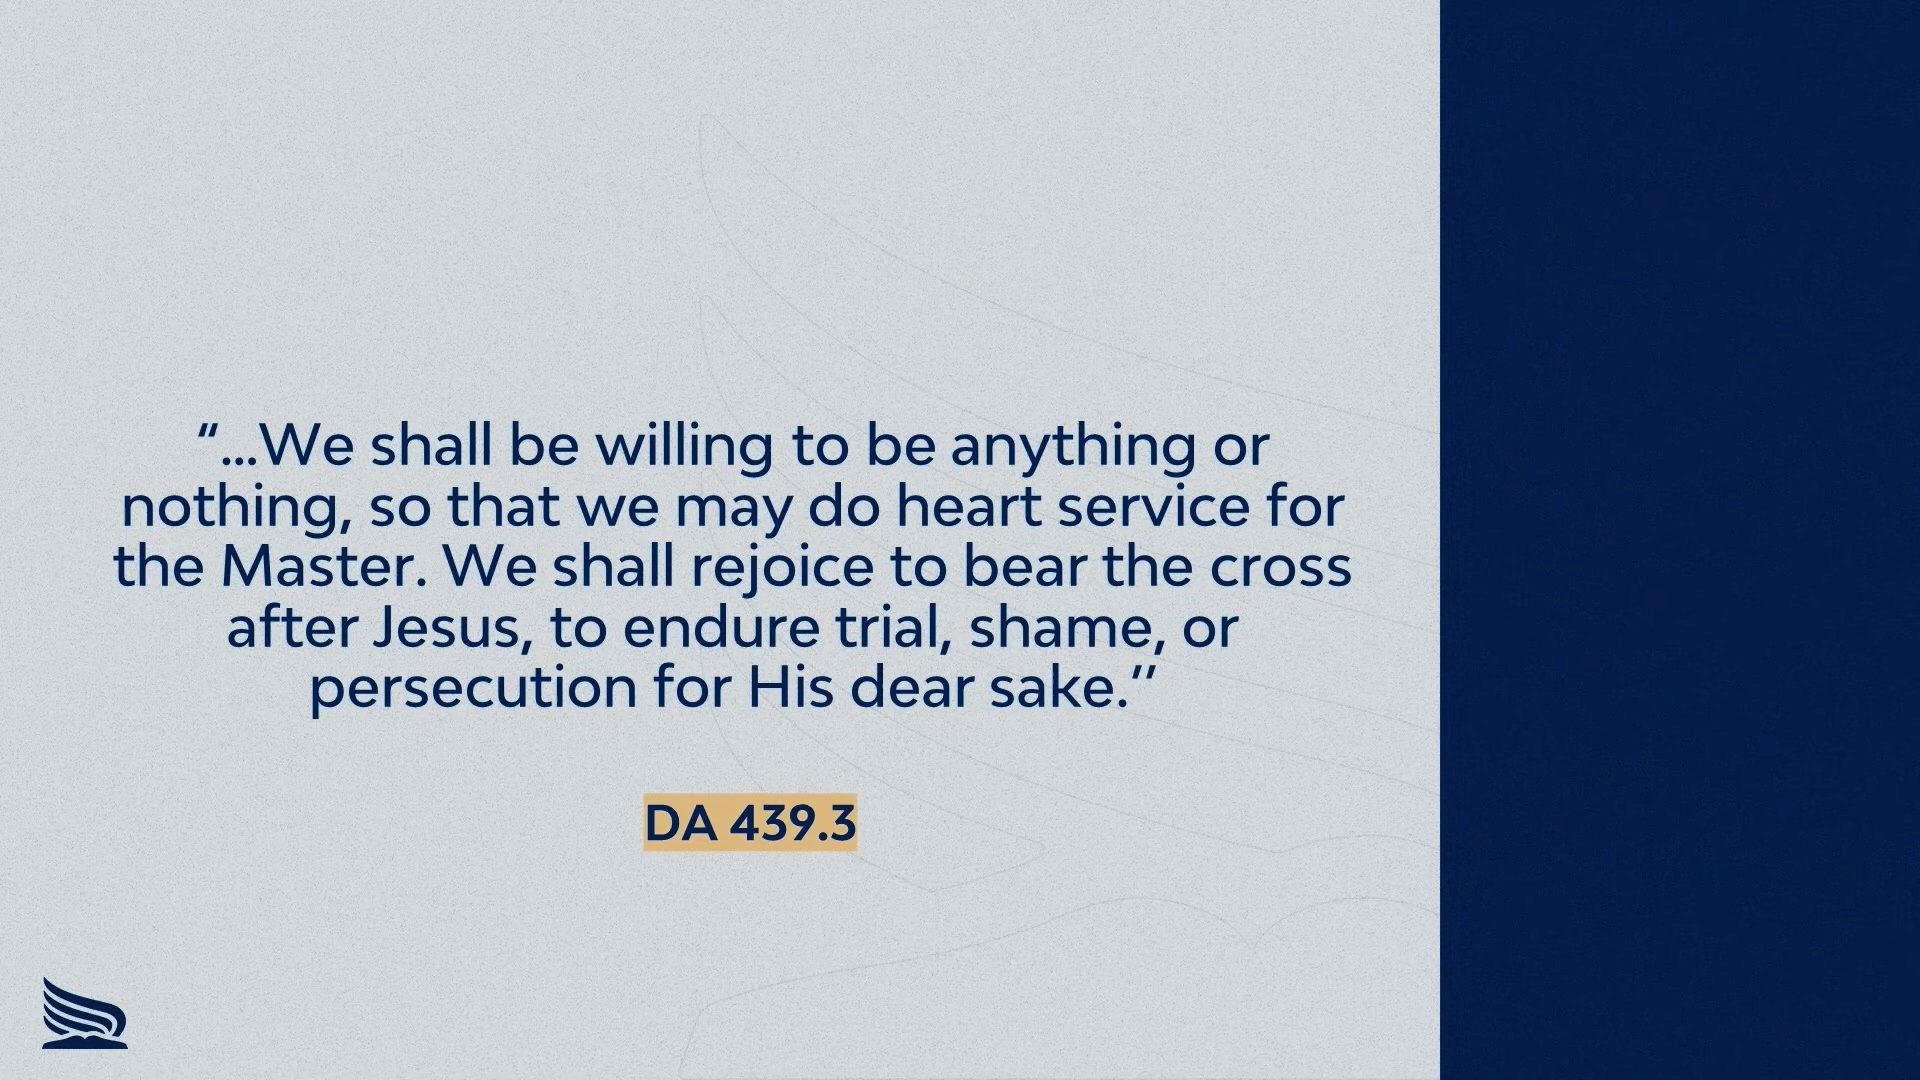 “...We shall be willing to be anything or
nothing, so that we may do heart service for
the Master. We shall rejoice to bear the cross
after Jesus, to endure trial, shame, or
persecution for His dear sake.’’
DA 439.3